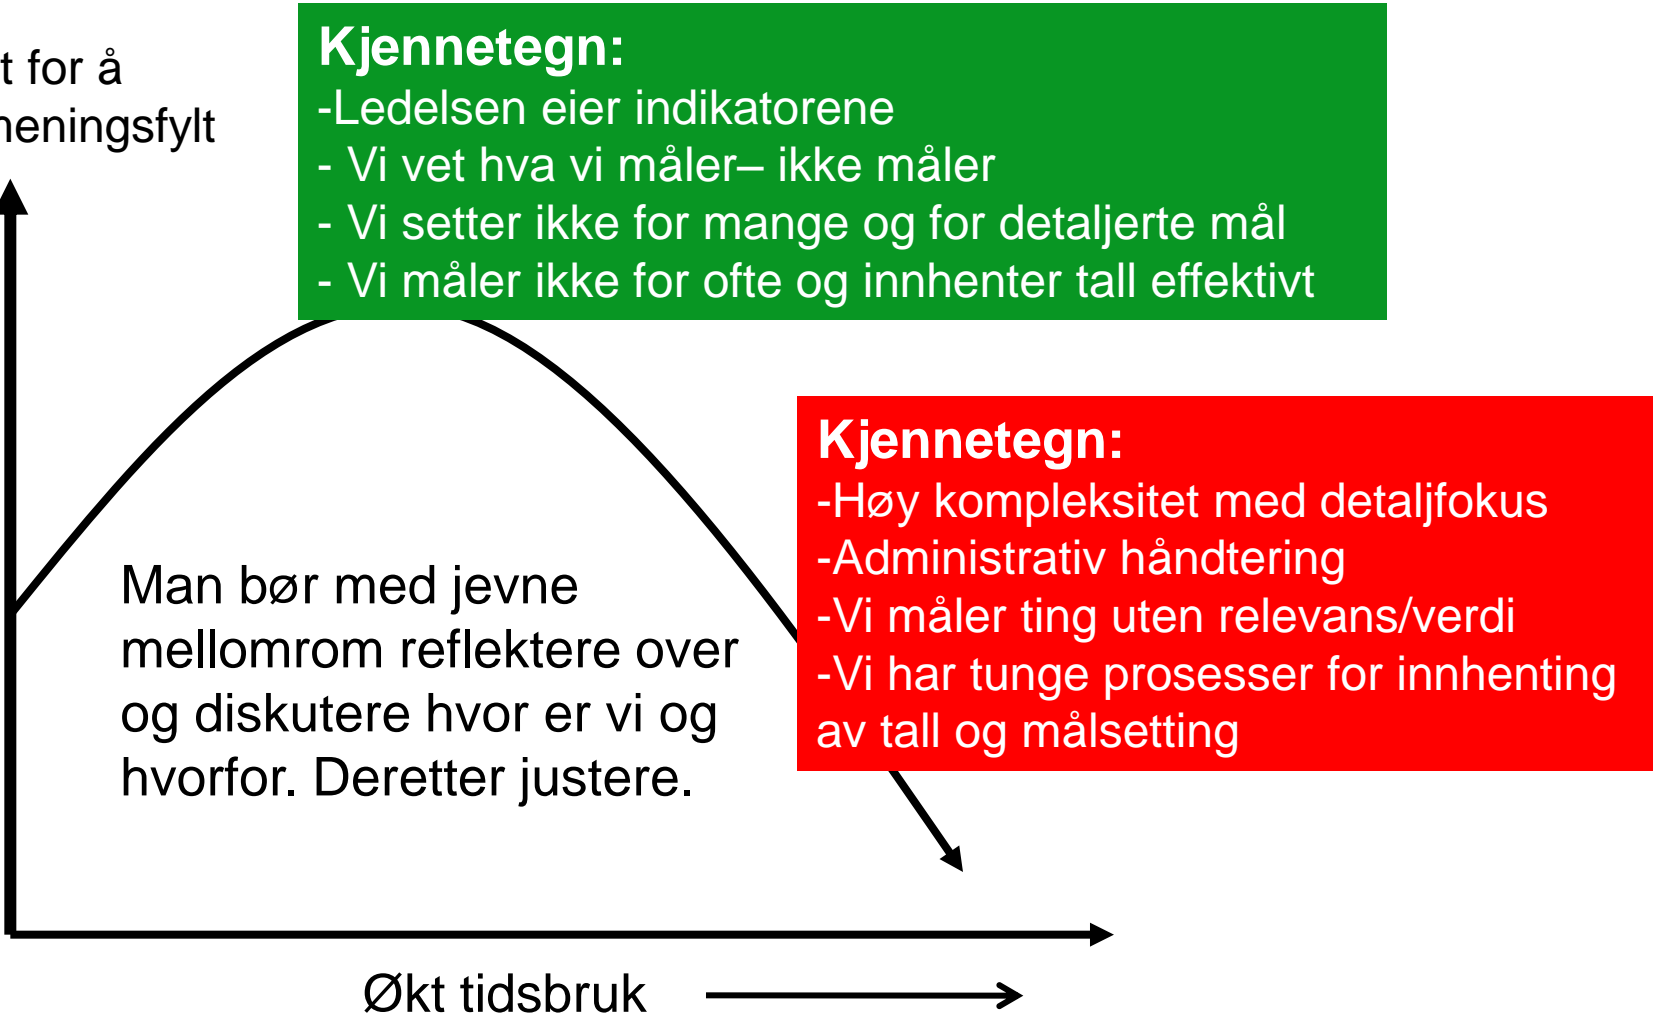 t for å
eningsfylt
Kjennetegn:
-Ledelsen eier indikatorene
- Vi vet hva vi måler– ikke måler
- Vi setter ikke for mange og for detaljerte mål
- Vi måler ikke for ofte og innhenter tall effektivt
Kjennetegn:
-Høy kompleksitet med detaljfokus
-Administrativ håndtering
-Vi måler ting uten relevans/verdi
-Vi har tunge prosesser for innhenting
av tall og målsetting
Man bør med jevne
mellomrom reflektere over
og diskutere hvor er vi og
hvorfor. Deretter justere.
Økt tidsbruk